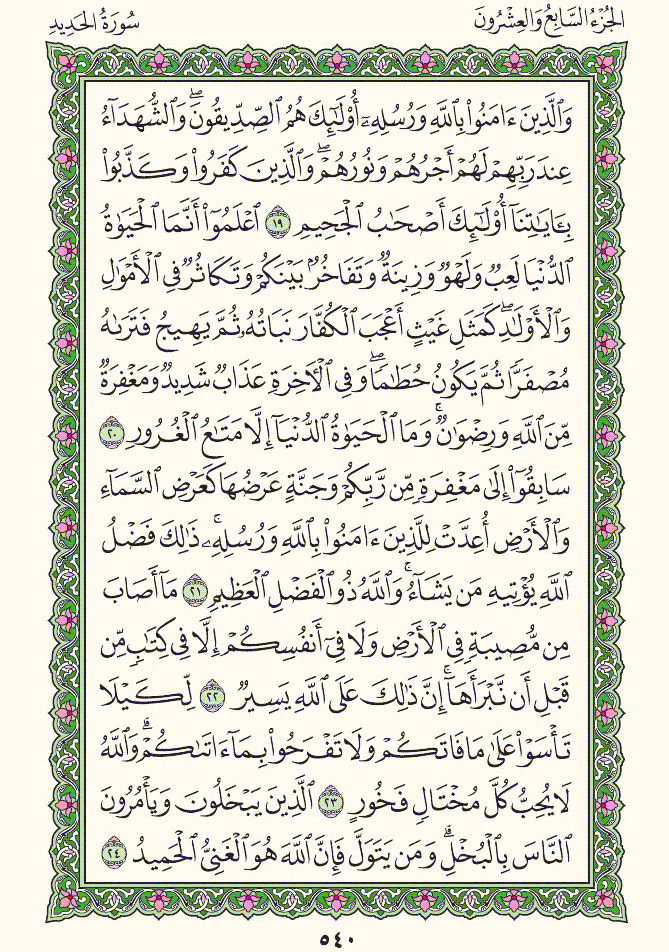 الجُزْءُ السَّابِعُ وَالعِشْرُونَ
سُورَةُ الحَدِيدِ
وَٱلَّذِينَ ءَامَنُوا۟ بِٱللَّهِ وَرُسُلِهِۦٓ أُو۟لَٰٓئِكَ هُمُ ٱلصِّدِّيقُونَ ۖ وَٱلشُّهَدَآءُ
عِندَ رَبِّهِمْ لَهُمْ أَجْرُهُمْ وَنُورُهُمْ ۖ وَٱلَّذِينَ كَفَرُوا۟ وَكَذَّبُوا۟
بِـَٔايَٰتِنَآ أُو۟لَٰٓئِكَ أَصْحَٰبُ ٱلْجَحِيمِ ١٩ ٱعْلَمُوٓا۟ أَنَّمَا ٱلْحَيَوٰةُ
ٱلدُّنْيَا لَعِبٌ وَلَهْوٌ وَزِينَةٌ وَتَفَاخُرٌۢ بَيْنَكُمْ وَتَكَاثُرٌ فِى ٱلْأَمْوَٰلِ
وَٱلْأَوْلَٰدِ ۖ كَمَثَلِ غَيْثٍ أَعْجَبَ ٱلْكُفَّارَ نَبَاتُهُۥ ثُمَّ يَهِيجُ فَتَرَىٰهُ
مُصْفَرًّا ثُمَّ يَكُونُ حُطَٰمًا ۖ وَفِى ٱلْـَٔاخِرَةِ عَذَابٌ شَدِيدٌ وَمَغْفِرَةٌ
مِّنَ ٱللَّهِ وَرِضْوَٰنٌ ۚ وَمَا ٱلْحَيَوٰةُ ٱلدُّنْيَآ إِلَّا مَتَٰعُ ٱلْغُرُورِ ٢٠
سَابِقُوٓا۟ إِلَىٰ مَغْفِرَةٍ مِّن رَّبِّكُمْ وَجَنَّةٍ عَرْضُهَا كَعَرْضِ ٱلسَّمَآءِ
وَٱلْأَرْضِ أُعِدَّتْ لِلَّذِينَ ءَامَنُوا۟ بِٱللَّهِ وَرُسُلِهِۦ ۚ ذَٰلِكَ فَضْلُ
ٱللَّهِ يُؤْتِيهِ مَن يَشَآءُ ۚ وَٱللَّهُ ذُو ٱلْفَضْلِ ٱلْعَظِيمِ ٢١ مَآ أَصَابَ
مِن مُّصِيبَةٍ فِى ٱلْأَرْضِ وَلَا فِىٓ أَنفُسِكُمْ إِلَّا فِى كِتَٰبٍ مِّن
قَبْلِ أَن نَّبْرَأَهَآ ۚ إِنَّ ذَٰلِكَ عَلَى ٱللَّهِ يَسِيرٌ ٢٢ لِّكَيْلَا
تَأْسَوْا۟ عَلَىٰ مَا فَاتَكُمْ وَلَا تَفْرَحُوا۟ بِمَآ ءَاتَىٰكُمْ ۗ وَٱللَّهُ
لَا يُحِبُّ كُلَّ مُخْتَالٍ فَخُورٍ ٢٣ ٱلَّذِينَ يَبْخَلُونَ وَيَأْمُرُونَ
ٱلنَّاسَ بِٱلْبُخْلِ ۗ وَمَن يَتَوَلَّ فَإِنَّ ٱللَّهَ هُوَ ٱلْغَنِىُّ ٱلْحَمِيدُ ٢٤
٥٤٠